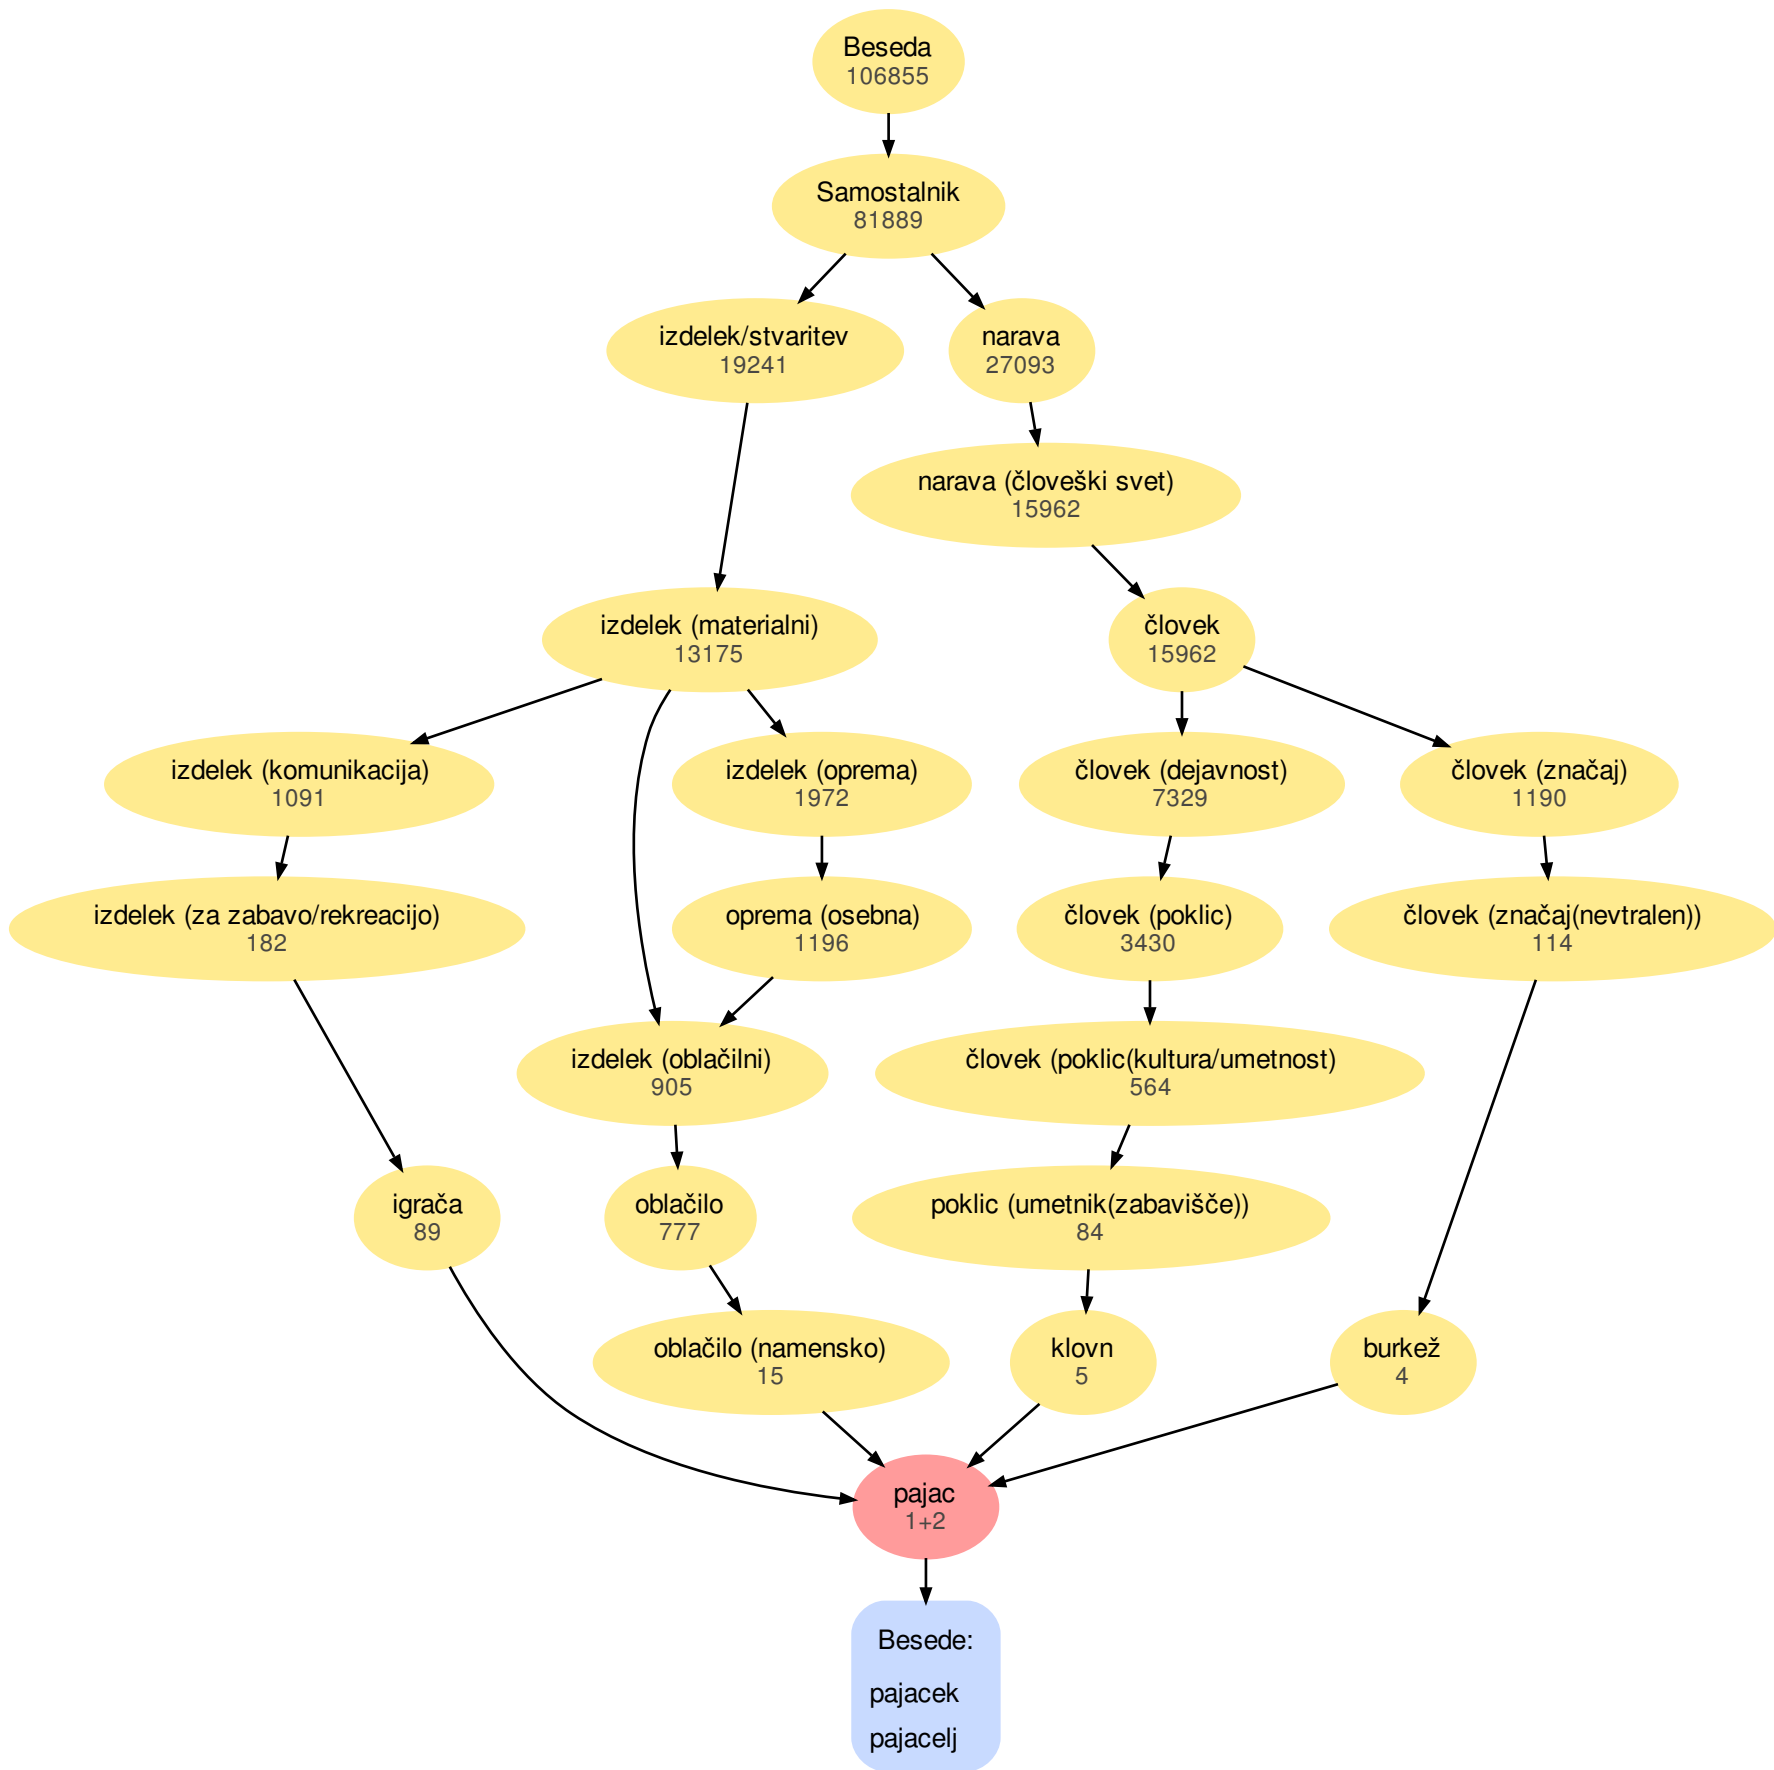 Beseda
106855
Samostalnik
81889
izdelek/stvaritev
19241
narava
27093
narava (človeški svet)
15962
izdelek (materialni)
13175
človek
15962
izdelek (komunikacija)
1091
izdelek (oprema)
1972
človek (dejavnost)
7329
človek (značaj)
1190
izdelek (za zabavo/rekreacijo)
182
oprema (osebna)
1196
človek (poklic)
3430
človek (značaj(nevtralen))
114
izdelek (oblačilni)
905
človek (poklic(kultura/umetnost)
564
igrača
89
oblačilo
777
poklic (umetnik(zabavišče))
84
oblačilo (namensko)
15
klovn
5
burkež
4
pajac
1+2
Besede:
pajacek
pajacelj